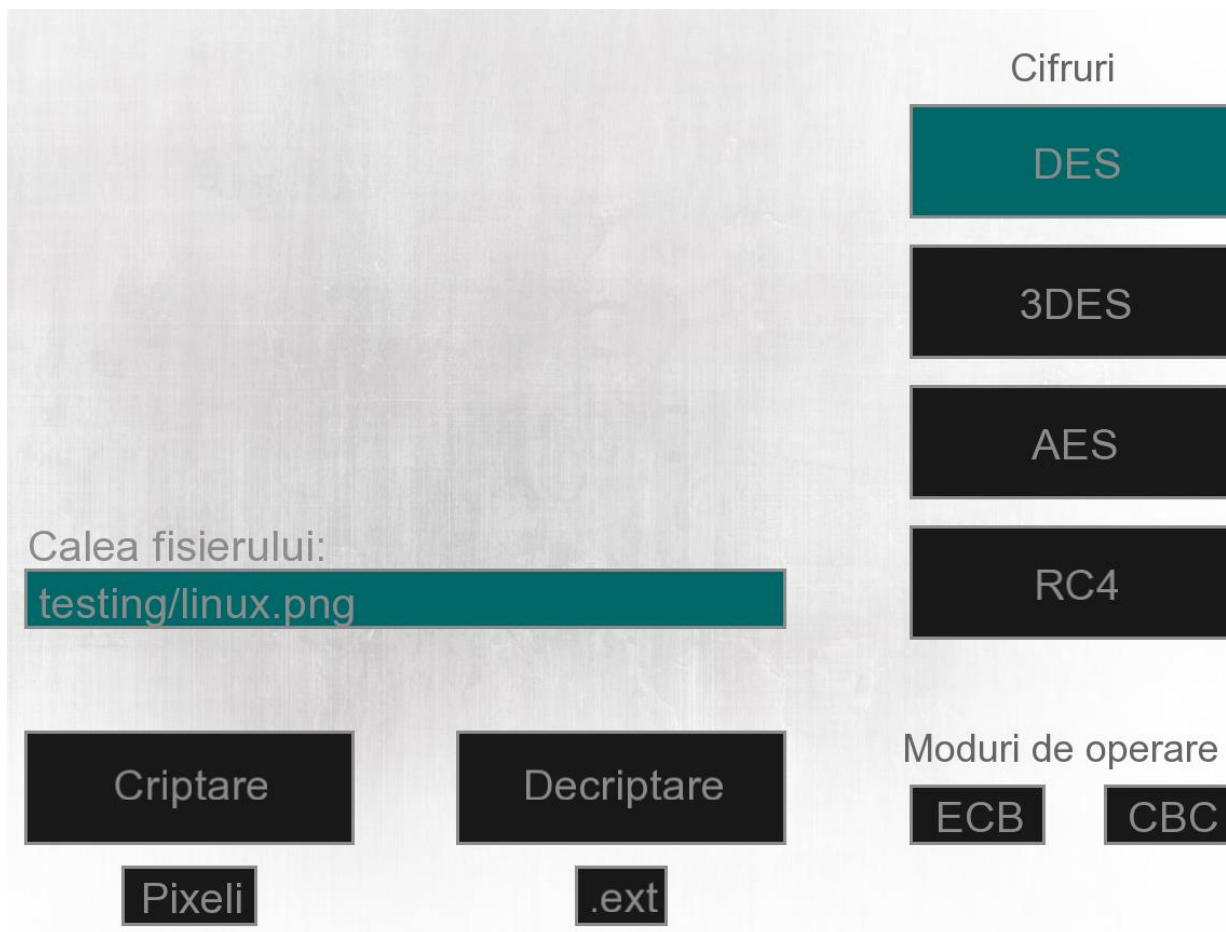 Cifruri
DES
3DES
AES
RC4
Calea fisierului:
testing/linux.png
Criptare
Decriptare
Pixeli
.ext
Moduri de operare
ECB
CBC